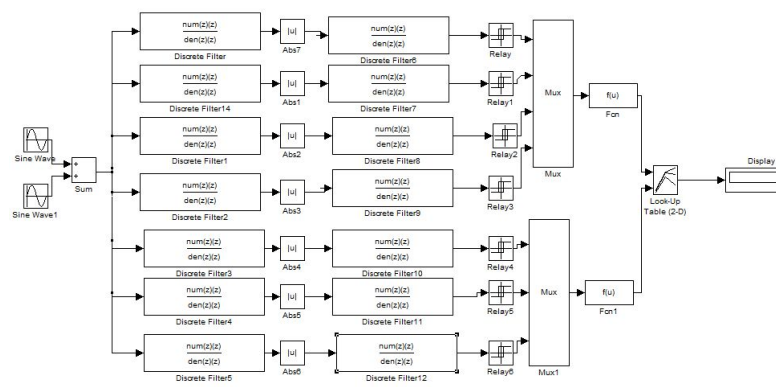 num(z)(z)
den(z)(z)
Discrete Filter
|u|
Abs7
num(z)(z)
den(z)(z)
Discrete Filter6
Relay
num(z)(z)
den(z)(z)
Discrete Filter14
|u|
Abs1
num(z)(z)
den(z)(z)
Discrete Filter7
Relay1
Mux
Mux
f(u)
Fcn
num(z)(z)
den(z)(z)
Discrete Filter1
|u|
Abs2
num(z)(z)
den(z)(z)
Discrete Filter8
Relay2
Sine Wave
Sum
Sine Wave1
num(z)(z)
den(z)(z)
Discrete Filter2
|u|
Abs3
num(z)(z)
den(z)(z)
Discrete Filter9
Relay3
Look-Up
Table (2-D)
Display
num(z)(z)
den(z)(z)
Discrete Filter3
|u|
Abs4
num(z)(z)
den(z)(z)
Discrete Filter10
Relay4
num(z)(z)
den(z)(z)
Discrete Filter4
|u|
Abs5
num(z)(z)
den(z)(z)
Discrete Filter11
Relay5
Mux
Mux1
f(u)
Fcn1
num(z)(z)
den(z)(z)
Discrete Filter5
|u|
Abs6
num(z)(z)
den(z)(z)
Discrete Filter12
Relay6